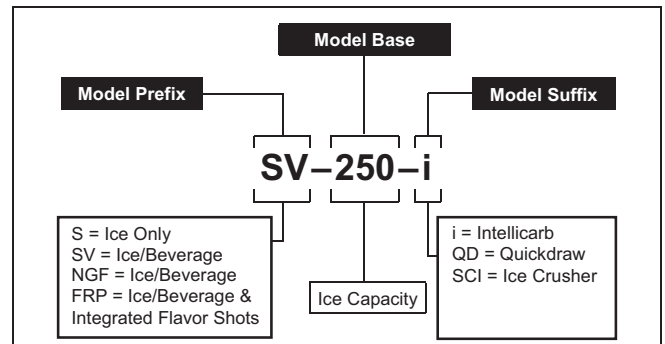 Model Base
Model Prefix
Model Suffix
SV–250–i
S = Ice Only
SV = Ice/Beverage
NGF = Ice/Beverage
FRP = Ice/Beverage &
Integrated Flavor Shots
Ice Capacity
i = Intellicarb
QD = Quickdraw
SCI = Ice Crusher